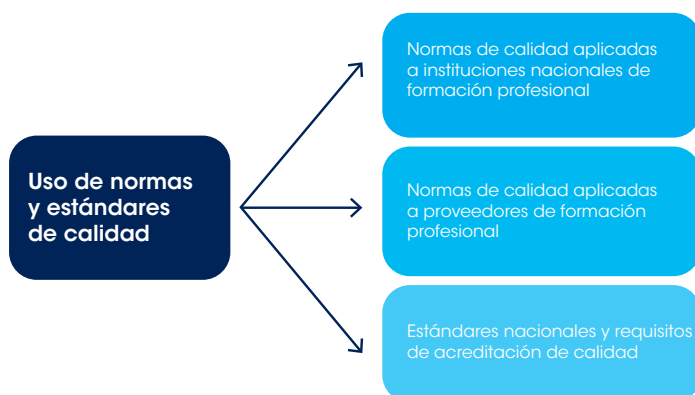 Uso de normas
y estándares
de calidad
Normas de calidad aplicadas
a instituciones nacionales de
formación profesional
Normas de calidad aplicadas
a proveedores de formación
profesional
Estándares nacionales y requisitos
de acreditación de calidad